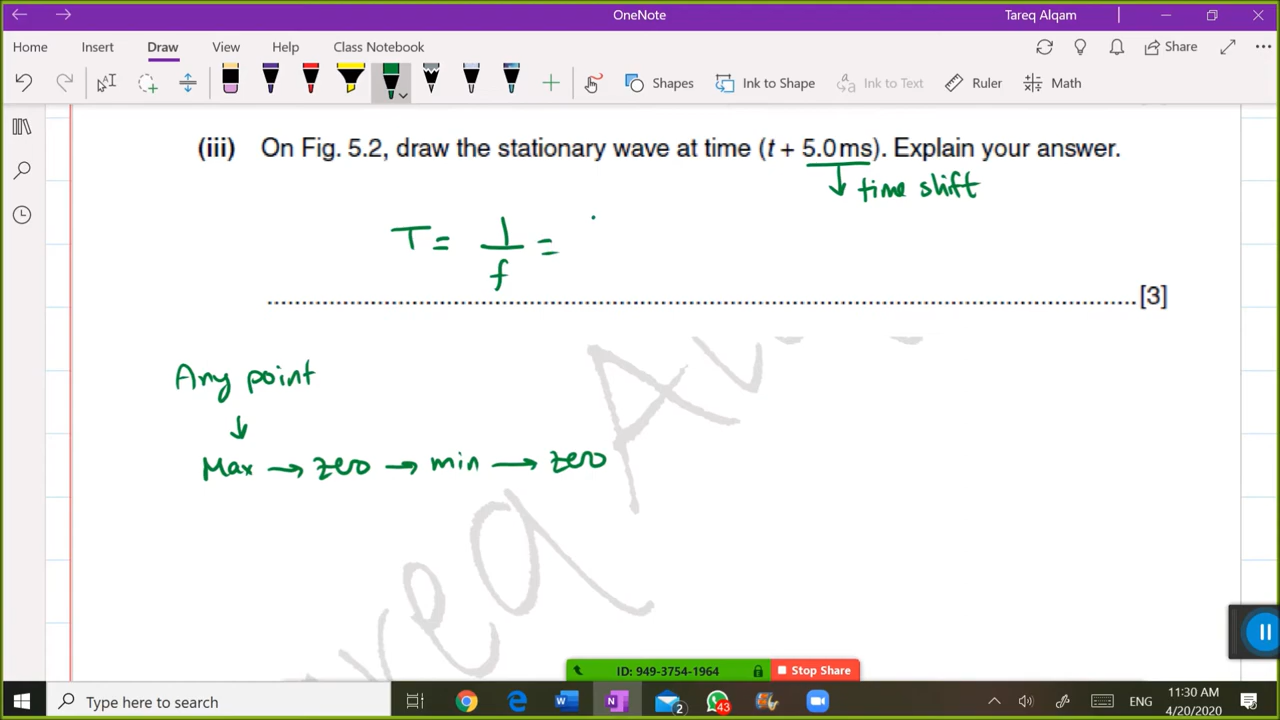 OneNote
Tareq Alqam
Home Insert Draw View Help Class Notebook
Share
Shapes Ink to Shape Ink to Text Ruler Math
(iii) On Fig. 5.2, draw the stationary wave at time (t + 5.0 ms). Explain your answer.
↓ time shift
T = 1/f =
[3]
Any point
↓
Max → zero → min → zero
ID: 949-3754-1964 Stop Share
Type here to search
2
43
ENG
11:30 AM
4/20/2020